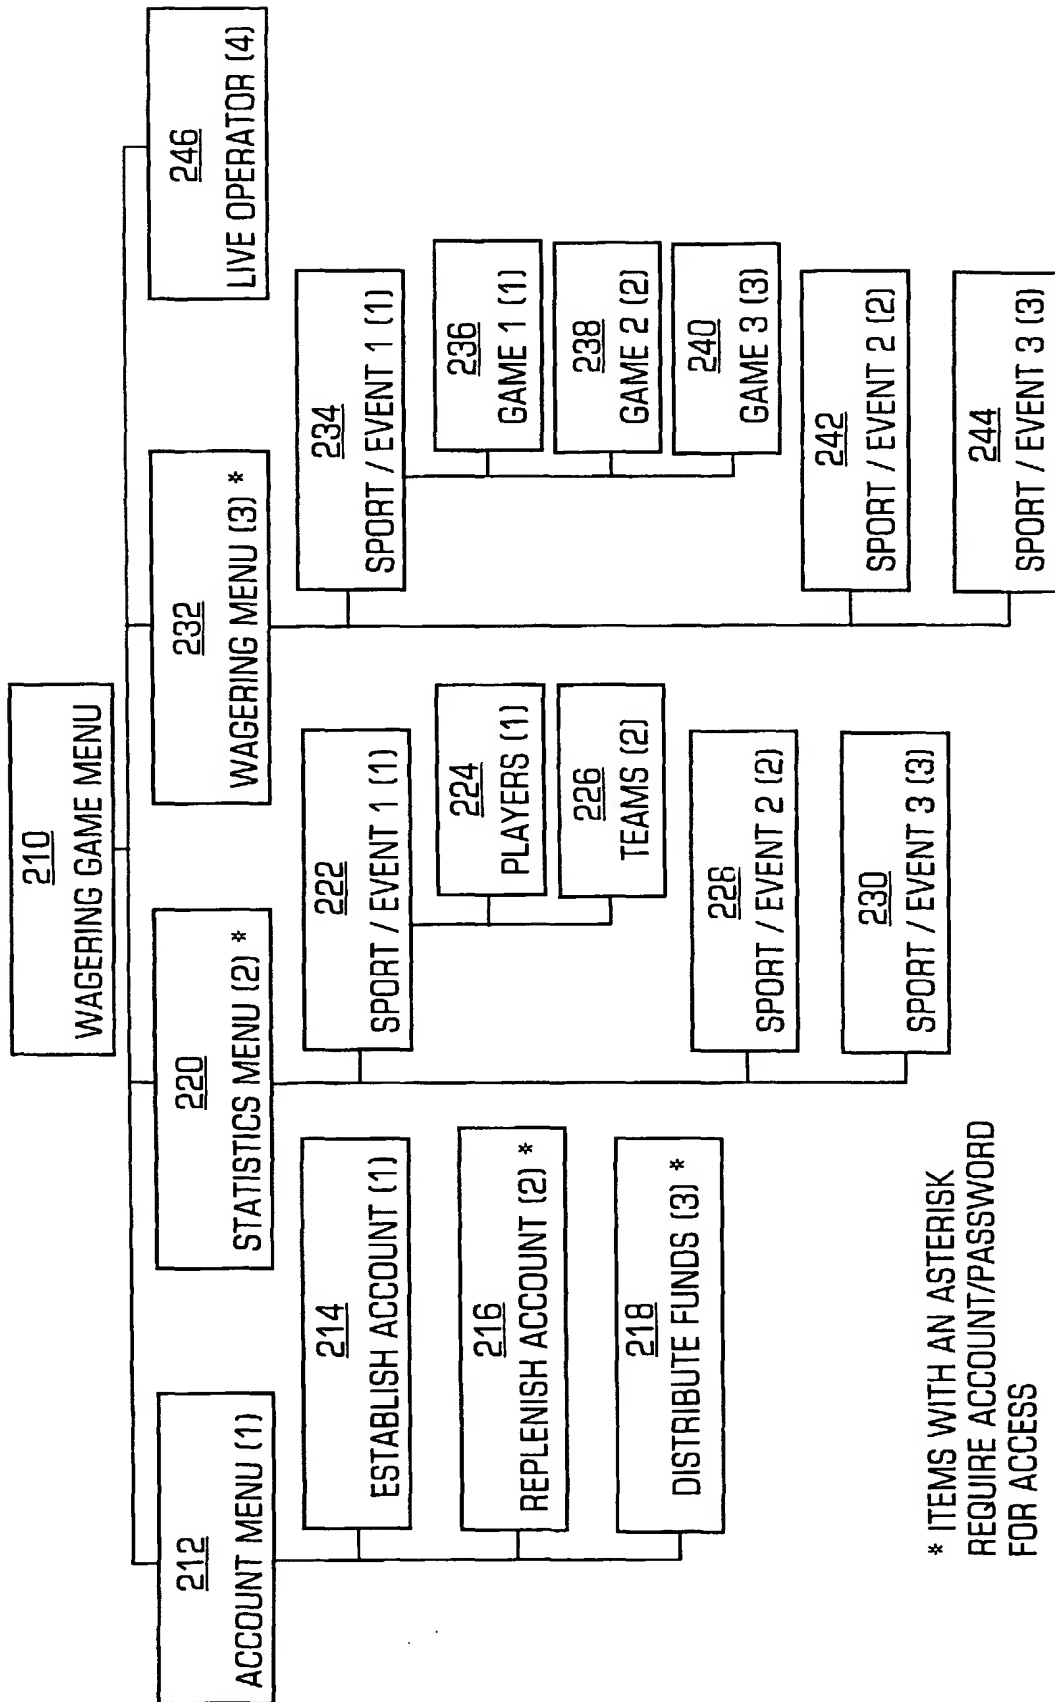 210
WAGERING GAME MENU
212
ACCOUNT MENU (1)
214
ESTABLISH ACCOUNT (1)
216
REPLENISH ACCOUNT (2) *
218
DISTRIBUTE FUNDS (3) *
220
STATISTICS MENU (2) *
222
SPORT / EVENT 1 (1)
224
PLAYERS (1)
226
TEAMS (2)
228
SPORT / EVENT 2 (2)
230
SPORT / EVENT 3 (3)
232
WAGERING MENU (3) *
234
SPORT / EVENT 1 (1)
236
GAME 1 (1)
238
GAME 2 (2)
240
GAME 3 (3)
242
SPORT / EVENT 2 (2)
244
SPORT / EVENT 3 (3)
246
LIVE OPERATOR (4)
* ITEMS WITH AN ASTERISK
REQUIRE ACCOUNT/PASSWORD
FOR ACCESS